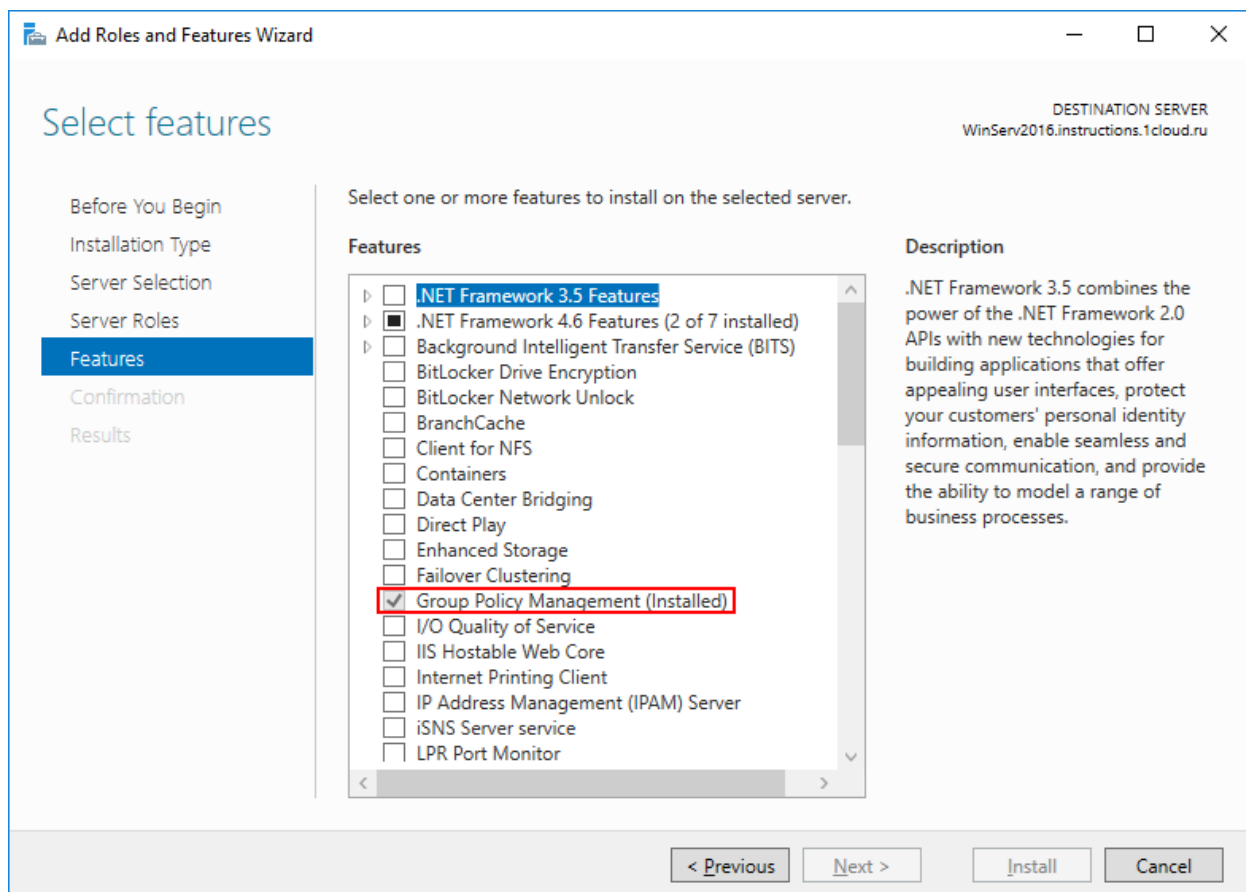 Add Roles and Features Wizard
Select features
DESTINATION SERVER
WinServ2016.instructions.1cloud.ru
Before You Begin
Installation Type
Server Selection
Server Roles
Features
Confirmation
Results
Select one or more features to install on the selected server.
Features
.NET Framework 3.5 Features
.NET Framework 4.6 Features (2 of 7 installed)
Background Intelligent Transfer Service (BITS)
BitLocker Drive Encryption
BitLocker Network Unlock
BranchCache
Client for NFS
Containers
Data Center Bridging
Direct Play
Enhanced Storage
Failover Clustering
Group Policy Management (Installed)
I/O Quality of Service
IIS Hostable Web Core
Internet Printing Client
IP Address Management (IPAM) Server
iSNS Server service
LPR Port Monitor
Description
.NET Framework 3.5 combines the
power of the .NET Framework 2.0
APIs with new technologies for
building applications that offer
appealing user interfaces, protect
your customers' personal identity
information, enable seamless and
secure communication, and provide
the ability to model a range of
business processes.
< Previous
Next >
Install
Cancel